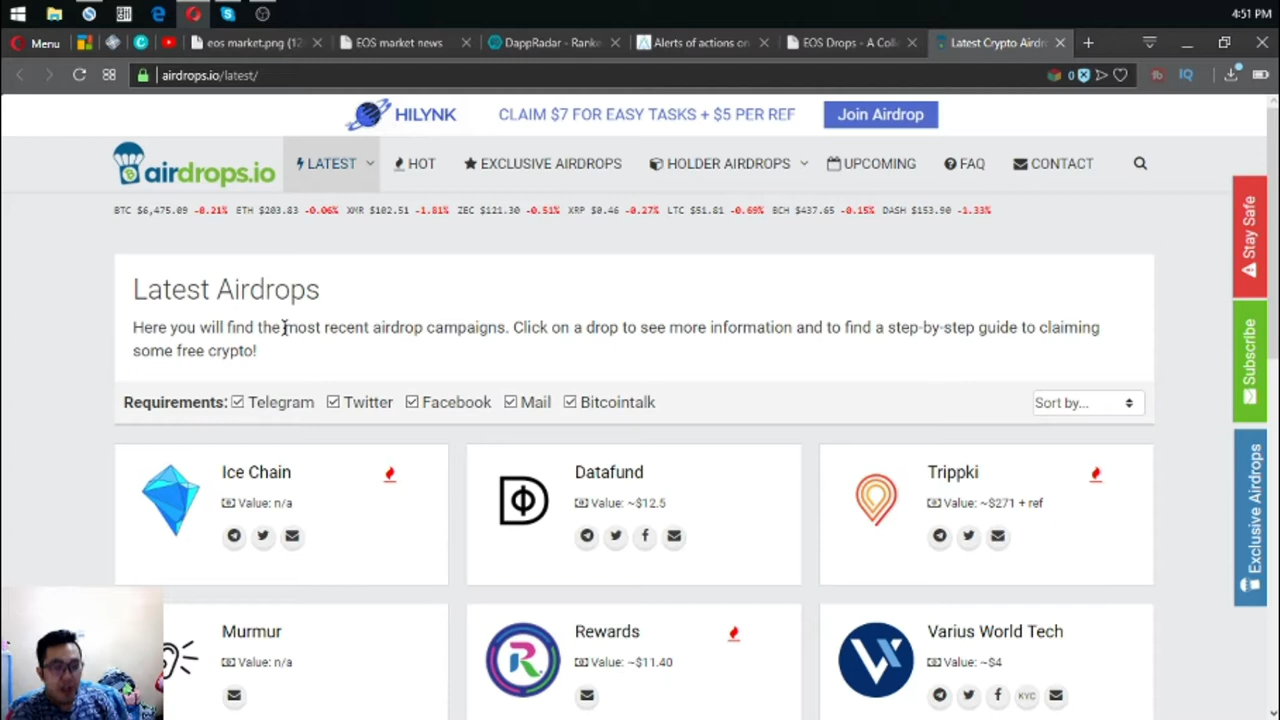 4:51 PM
Menu
eos market.png (12
EOS market news
DappRadar - Ranke
Alerts of actions on
EOS Drops - A Coll
Latest Crypto Airdr
airdrops.io/latest/
0
IQ
HILYNK
CLAIM $7 FOR EASY TASKS + $5 PER REF
Join Airdrop
airdrops.io
LATEST
HOT
EXCLUSIVE AIRDROPS
HOLDER AIRDROPS
UPCOMING
FAQ
CONTACT
BTC $6,475.09 -0.21% ETH $203.83 -0.06% XMR $102.51 -1.81% ZEC $121.30 -0.51% XRP $0.46 -0.27% LTC $51.81 -0.69% BCH $437.65 -0.15% DASH $153.90 -1.33%
Stay Safe
Subscribe
Exclusive Airdrops
Latest Airdrops
Here you will find the most recent airdrop campaigns. Click on a drop to see more information and to find a step-by-step guide to claiming
some free crypto!
Requirements: Telegram Twitter Facebook Mail Bitcointalk
Sort by...
Ice Chain
Value: n/a
Datafund
Value: ~$12.5
Trippki
Value: ~$271 + ref
Murmur
Value: n/a
Rewards
Value: ~$11.40
Varius World Tech
Value: ~$4
KYC